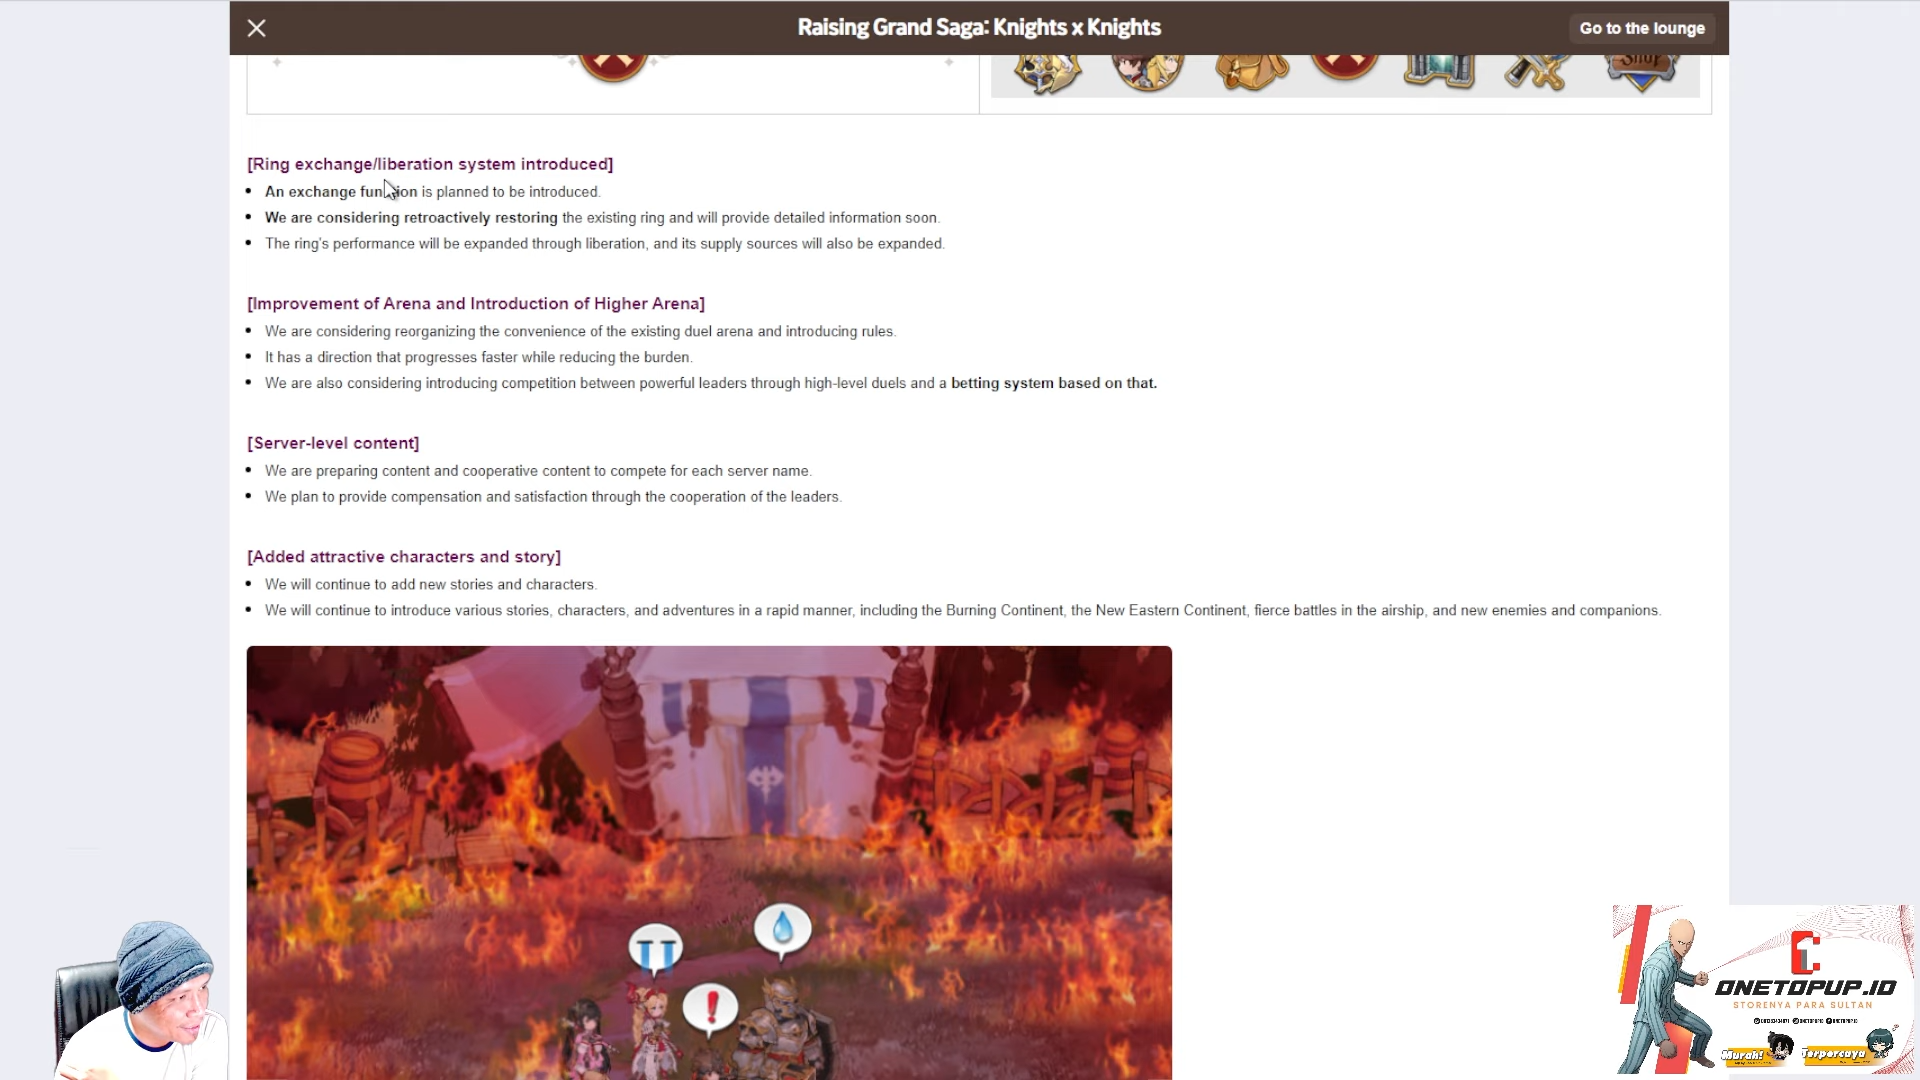 Raising Grand Saga: Knights x Knights
Go to the lounge
Shop
[Ring exchange/liberation system introduced]
• An exchange function is planned to be introduced.
• We are considering retroactively restoring the existing ring and will provide detailed information soon.
• The ring's performance will be expanded through liberation, and its supply sources will also be expanded.
[Improvement of Arena and Introduction of Higher Arena]
• We are considering reorganizing the convenience of the existing duel arena and introducing rules.
• It has a direction that progresses faster while reducing the burden.
• We are also considering introducing competition between powerful leaders through high-level duels and a betting system based on that.
[Server-level content]
• We are preparing content and cooperative content to compete for each server name.
• We plan to provide compensation and satisfaction through the cooperation of the leaders.
[Added attractive characters and story]
• We will continue to add new stories and characters.
• We will continue to introduce various stories, characters, and adventures in a rapid manner, including the Burning Continent, the New Eastern Continent, fierce battles in the airship, and new enemies and companions.
!
ONETOPUP.ID
STORENYA PARA SULTAN
Murah!
Terpercaya